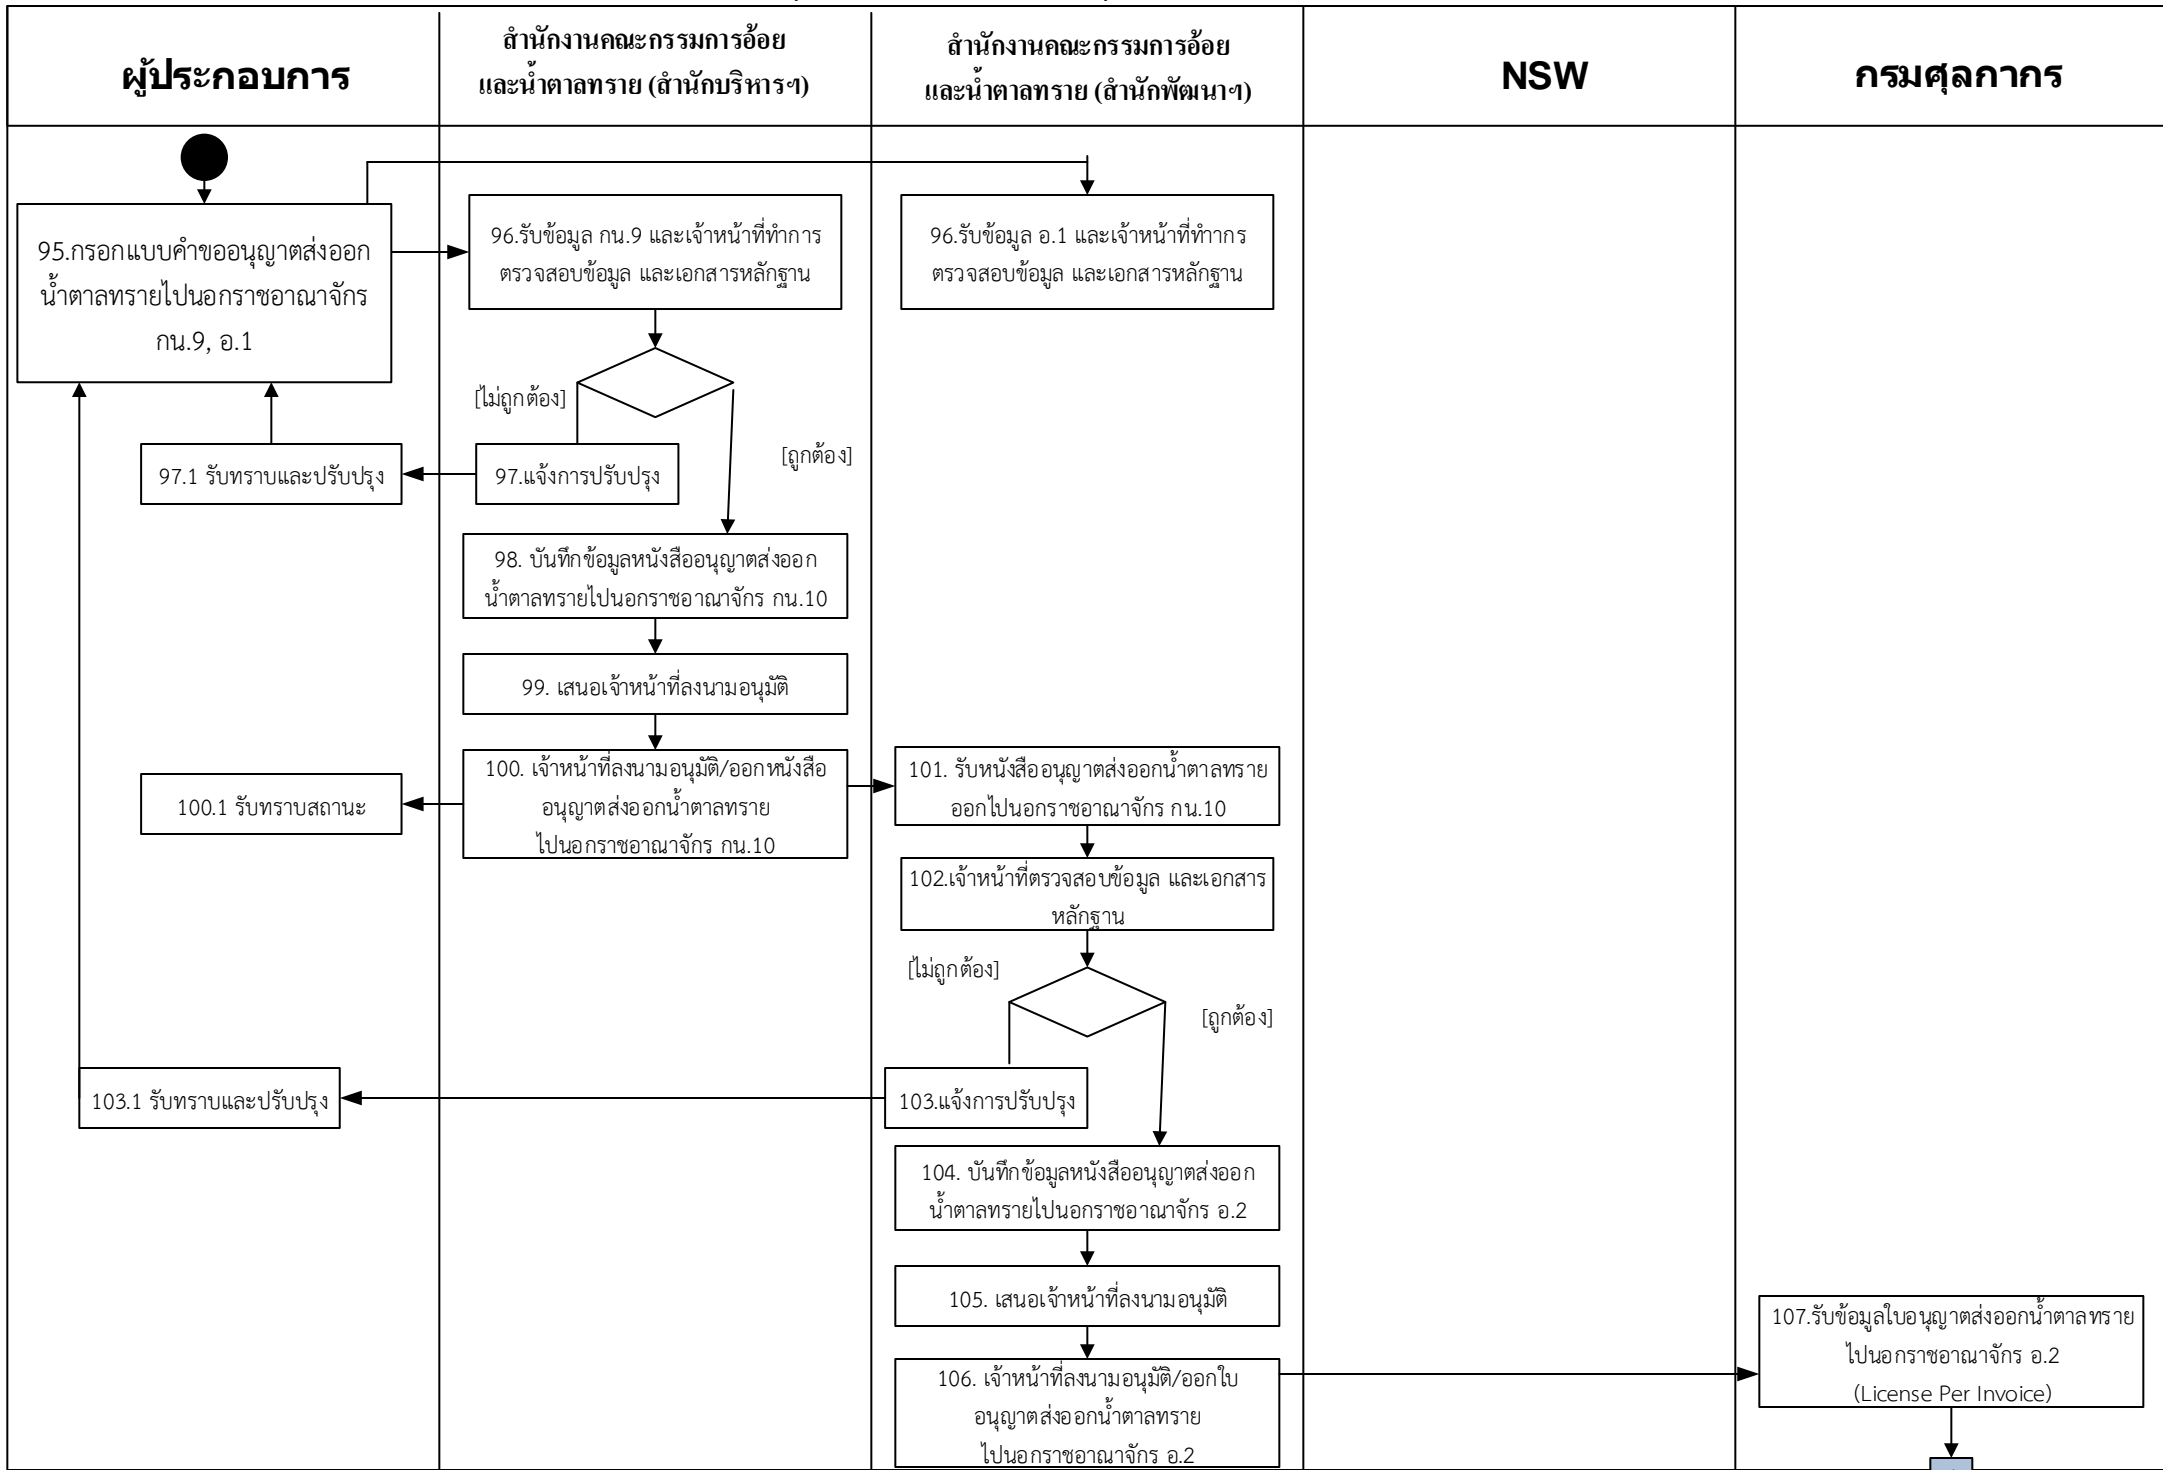 ผู้ประกอบการ
สำนักงานคณะกรรมการอ้อย
และน้ำตาลทราย (สำนักบริหารฯ)
สำนักงานคณะกรรมการอ้อย
และน้ำตาลทราย (สำนักพัฒนาฯ)
NSW
กรมศุลกากร
95.กรอกแบบคำขออนุญาตส่งออก
น้ำตาลทรายไปนอกราชอาณาจักร
กน.9, อ.1
96.รับข้อมูล กน.9 และเจ้าหน้าที่ทำการ
ตรวจสอบข้อมูล และเอกสารหลักฐาน
96.รับข้อมูล อ.1 และเจ้าหน้าที่ทำากร
ตรวจสอบข้อมูล และเอกสารหลักฐาน
[ไม่ถูกต้อง]
[ถูกต้อง]
97.1 รับทราบและปรับปรุง
97.แจ้งการปรับปรุง
98. บันทึกข้อมูลหนังสืออนุญาตส่งออก
น้ำตาลทรายไปนอกราชอาณาจักร กน.10
99. เสนอเจ้าหน้าที่ลงนามอนุมัติ
100. เจ้าหน้าที่ลงนามอนุมัติ/ออกหนังสือ
อนุญาตส่งออกน้ำตาลทราย
ไปนอกราชอาณาจักร กน.10
100.1 รับทราบสถานะ
101. รับหนังสืออนุญาตส่งออกน้ำตาลทราย
ออกไปนอกราชอาณาจักร กน.10
102.เจ้าหน้าที่ตรวจสอบข้อมูล และเอกสาร
หลักฐาน
[ไม่ถูกต้อง]
[ถูกต้อง]
103.1 รับทราบและปรับปรุง
103.แจ้งการปรับปรุง
104. บันทึกข้อมูลหนังสืออนุญาตส่งออก
น้ำตาลทรายไปนอกราชอาณาจักร อ.2
105. เสนอเจ้าหน้าที่ลงนามอนุมัติ
106. เจ้าหน้าที่ลงนามอนุมัติ/ออกใบ
อนุญาตส่งออกน้ำตาลทราย
ไปนอกราชอาณาจักร อ.2
107.รับข้อมูลใบอนุญาตส่งออกน้ำตาลทราย
ไปนอกราชอาณาจักร อ.2
(License Per Invoice)